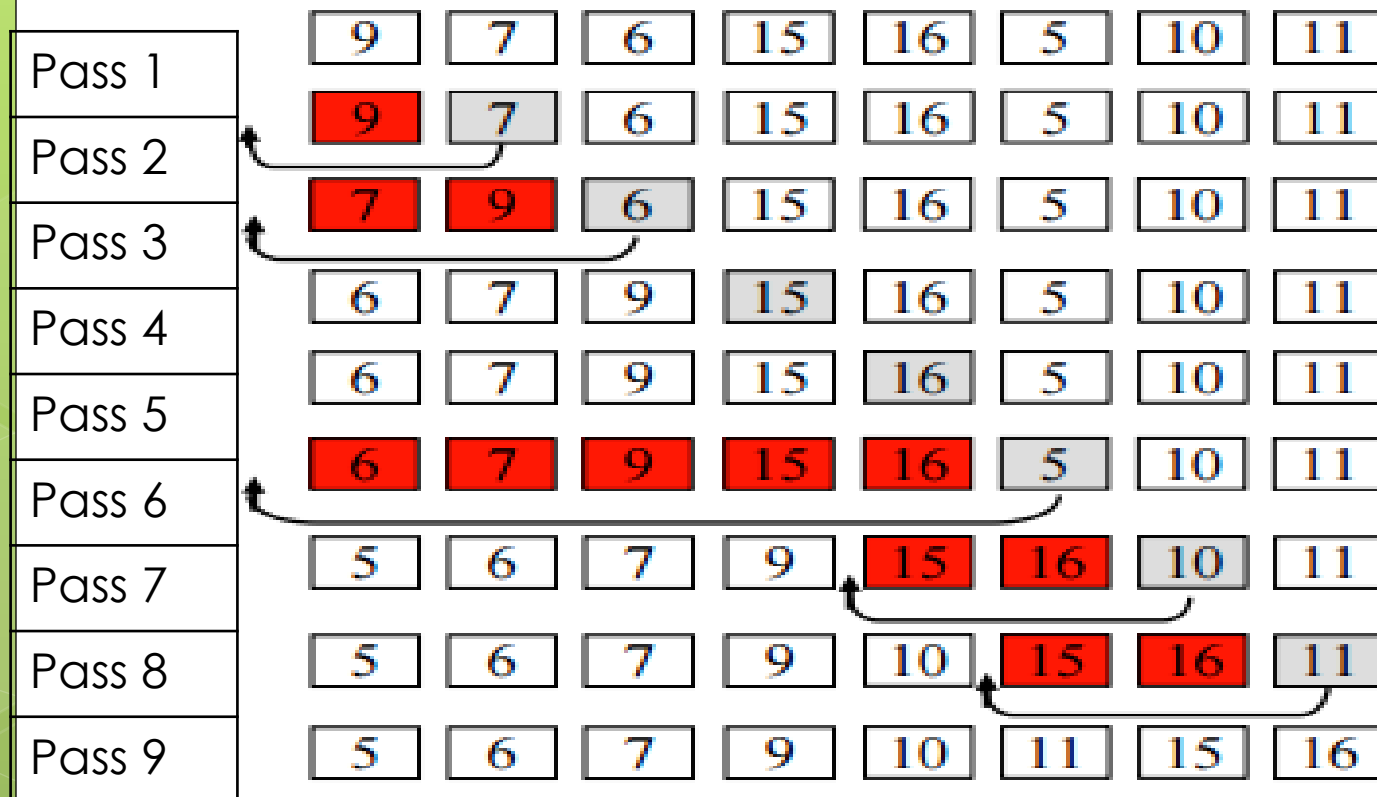 Pass 1 9 7 6 15 16 5 10 11
Pass 2 9 7 6 15 16 5 10 11
Pass 3 7 9 6 15 16 5 10 11
Pass 4 6 7 9 15 16 5 10 11
Pass 5 6 7 9 15 16 5 10 11
Pass 6 6 7 9 15 16 5 10 11
Pass 7 5 6 7 9 15 16 10 11
Pass 8 5 6 7 9 10 15 16 11
Pass 9 5 6 7 9 10 11 15 16